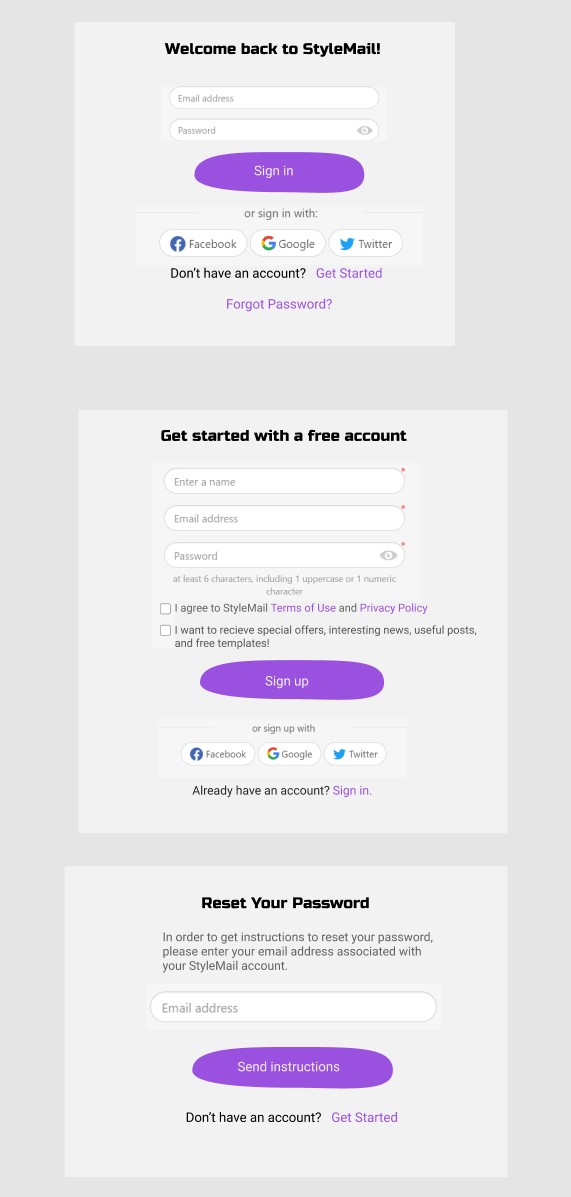 Welcome back to StyleMail!
Email address
Password
Sign in
or sign in with:
Facebook Google Twitter
Don't have an account? Get Started
Forgot Password?
Get started with a free account
Enter a name
Email address
Password
at least 6 characters, including 1 uppercase or 1 numeric
character
I agree to StyleMail Terms of Use and Privacy Policy
I want to recieve special offers, interesting news, useful posts,
and free templates!
Sign up
or sign up with
Facebook Google Twitter
Already have an account? Sign in.
Reset Your Password
In order to get instructions to reset your password,
please enter your email address associated with
your StyleMail account.
Email address
Send instructions
Don't have an account? Get Started